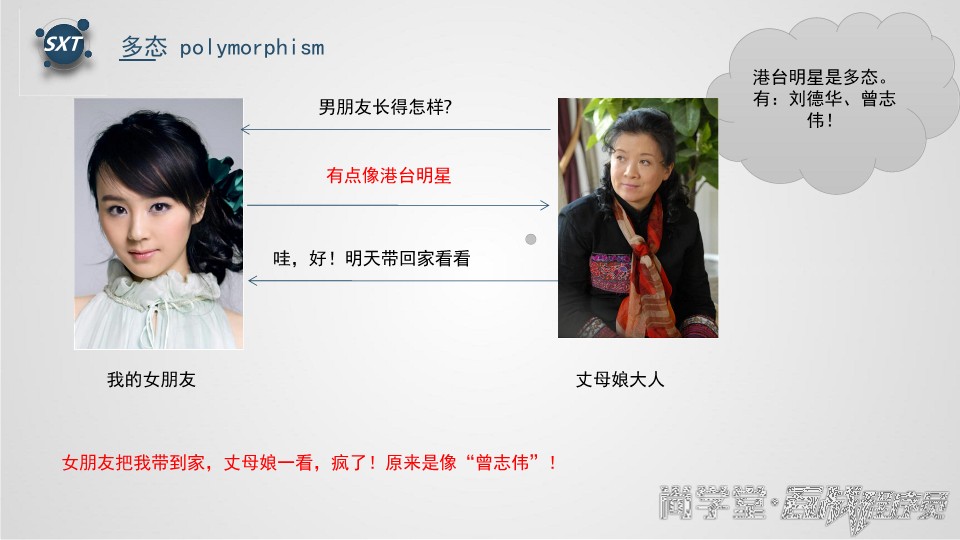 SXT
多态 polymorphism
港台明星是多态。
有：刘德华、曾志
伟！
男朋友长得怎样?
有点像港台明星
哇，好！明天带回家看看
我的女朋友
丈母娘大人
女朋友把我带到家，丈母娘一看，疯了！原来是像“曾志伟”！
尚学堂·